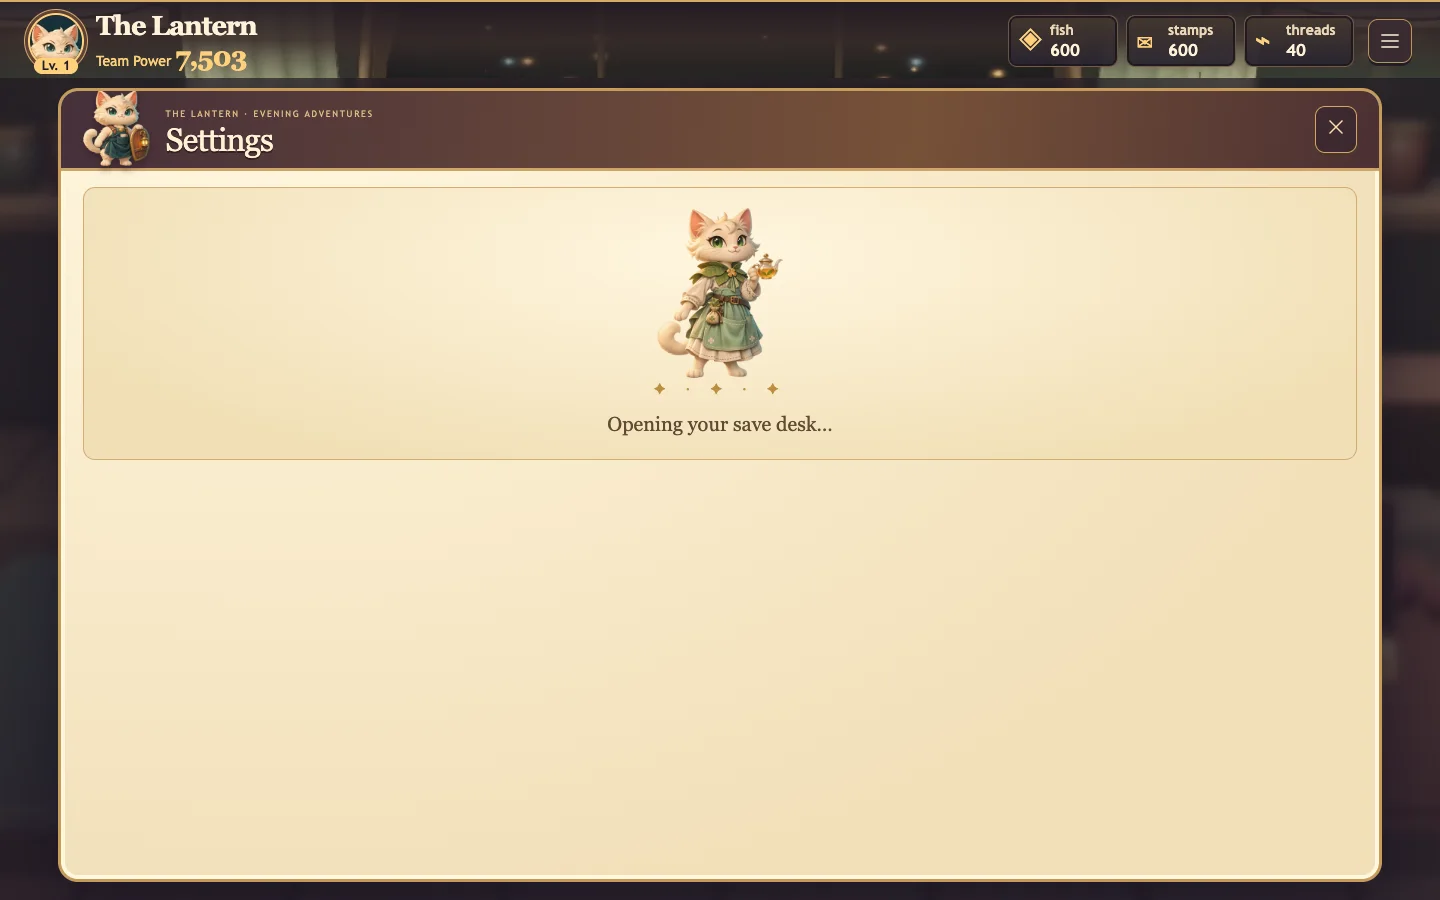 The Lantern
Lv. 1
Team Power 7,503
fish
600
stamps
600
threads
40
THE LANTERN · EVENING ADVENTURES
Settings
Opening your save desk...